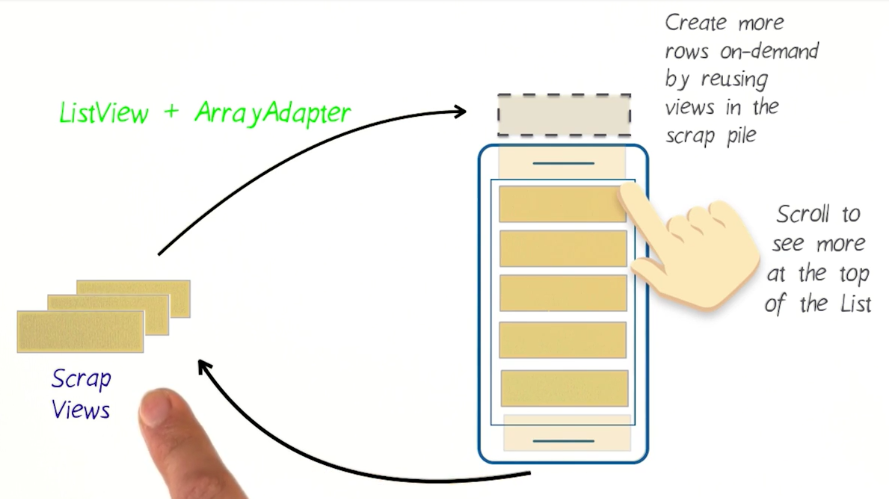 Create more
rows on-demand
by reusing
views in the
scrap pile
ListView + ArrayAdapter
Scroll to
see more
at the top
of the List
Scrap
Views